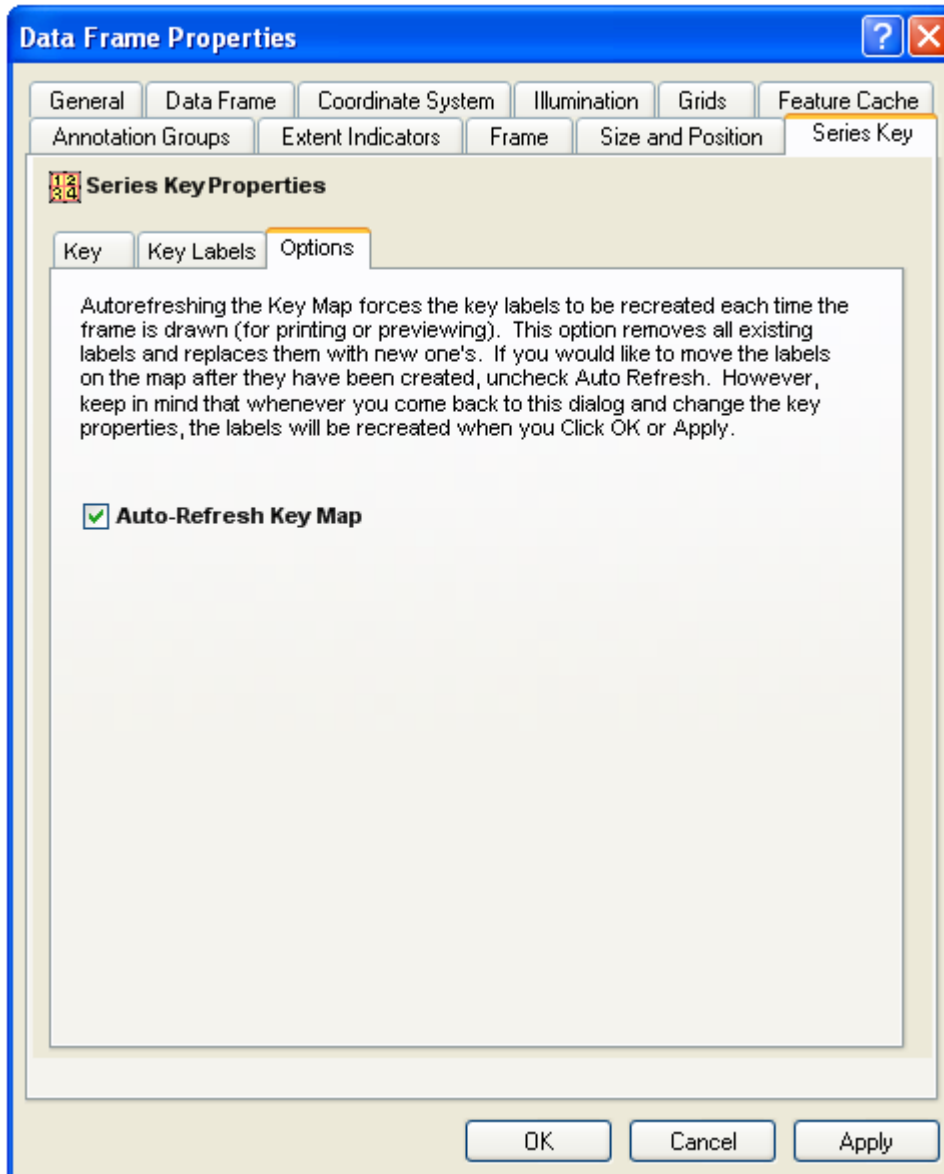 Data Frame Properties
General Data Frame Coordinate System Illumination Grids Feature Cache
Annotation Groups Extent Indicators Frame Size and Position Series Key
1 2
3 4
Series Key Properties
Key Key Labels Options
Autorefreshing the Key Map forces the key labels to be recreated each time the
frame is drawn (for printing or previewing). This option removes all existing
labels and replaces them with new one's. If you would like to move the labels
on the map after they have been created, uncheck Auto Refresh. However,
keep in mind that whenever you come back to this dialog and change the key
properties, the labels will be recreated when you Click OK or Apply.
Auto-Refresh Key Map
OK Cancel Apply